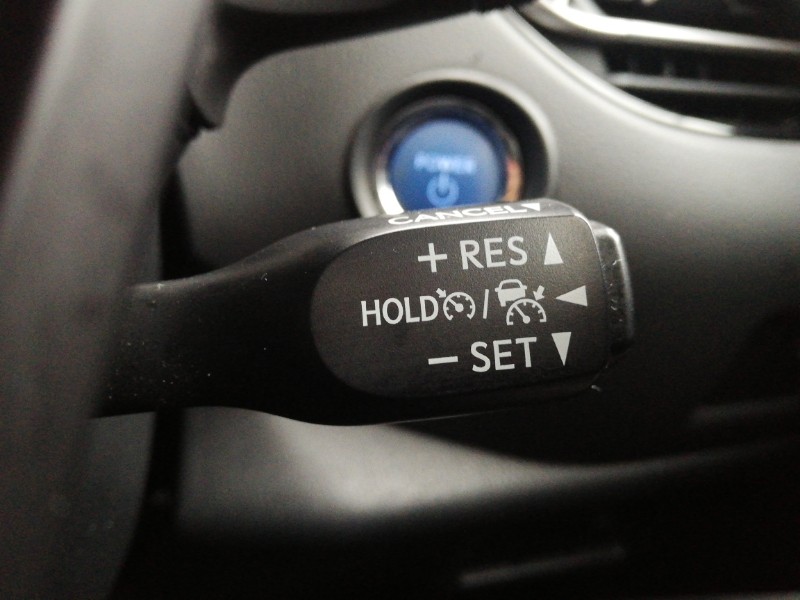 POWER
CANCEL
+ RES
HOLD /
− SET